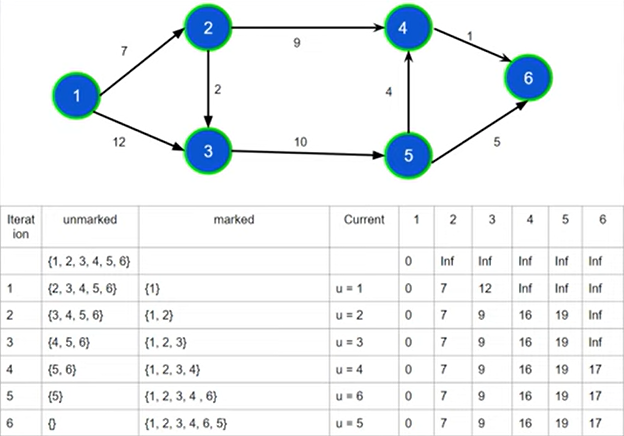 2
4
7
9
1
1
2
4
6
12
3
10
5
5
Iterat
ion unmarked marked Current 1 2 3 4 5 6
{1, 2, 3, 4, 5, 6} 0 Inf Inf Inf Inf Inf
1 {2, 3, 4, 5, 6} {1} u = 1 0 7 12 Inf Inf Inf
2 {3, 4, 5, 6} {1, 2} u = 2 0 7 9 16 19 Inf
3 {4, 5, 6} {1, 2, 3} u = 3 0 7 9 16 19 Inf
4 {5, 6} {1, 2, 3, 4} u = 4 0 7 9 16 19 17
5 {5} {1, 2, 3, 4 , 6} u = 6 0 7 9 16 19 17
6 {} {1, 2, 3, 4, 6, 5} u = 5 0 7 9 16 19 17